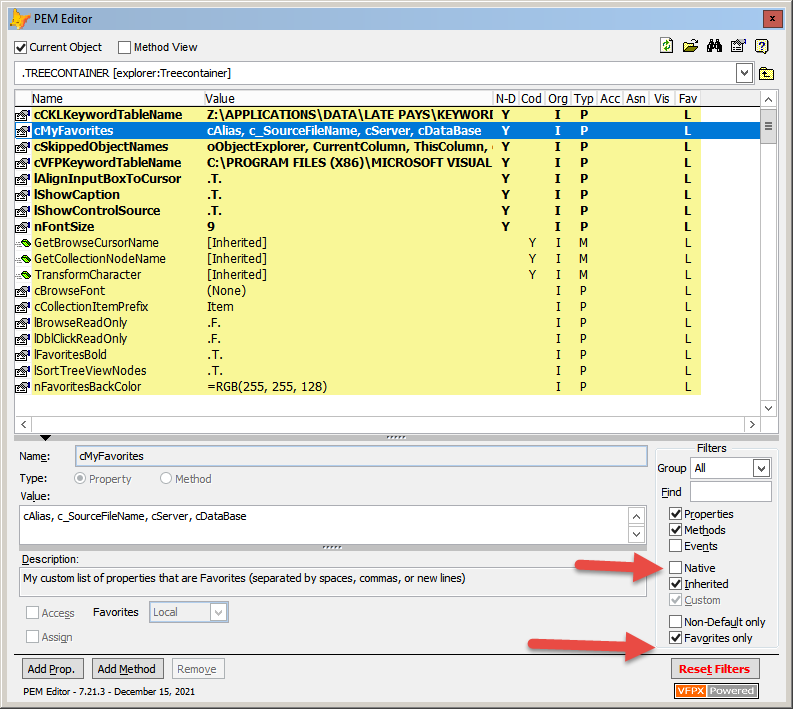 PEM Editor
Current Object Method View
.TREECONTAINER [explorer:Treecontainer]
Name Value N-D Cod Org Typ Acc Asn Vis Fav
cCKLKeywordTableName Z:\APPLICATIONS\DATA\LATE PAYS\KEYWORD Y I P L
cMyFavorites cAlias, c_SourceFileName, cServer, cDataBase Y I P L
cSkippedObjectNames oObjectExplorer, CurrentColumn, ThisColumn, Y I P L
cVFPKeywordTableName C:\PROGRAM FILES (X86)\MICROSOFT VISUAL Y I P L
lAlignInputBoxToCursor .T. Y I P L
lShowCaption .T. Y I P L
lShowControlSource .T. Y I P L
nFontSize 9 Y I P L
GetBrowseCursorName [Inherited] Y I M L
GetCollectionNodeName [Inherited] Y I M L
TransformCharacter [Inherited] Y I M L
cBrowseFont (None) I P L
cCollectionItemPrefix Item I P L
lBrowseReadOnly .F. I P L
lDblClickReadOnly .F. I P L
lFavoritesBold .T. I P L
lSortTreeViewNodes .T. I P L
nFavoritesBackColor =RGB(255, 255, 128) I P L
Name: cMyFavorites
Type: Property Method
Value:
cAlias, c_SourceFileName, cServer, cDataBase
Description:
My custom list of properties that are Favorites (separated by spaces, commas, or new lines)
Access Favorites Local
Assign
Filters
Group All
Find
Properties
Methods
Events
Native
Inherited
Custom
Non-Default only
Favorites only
Add Prop. Add Method Remove Reset Filters
PEM Editor - 7.21.3 - December 15, 2021 VFPX Powered